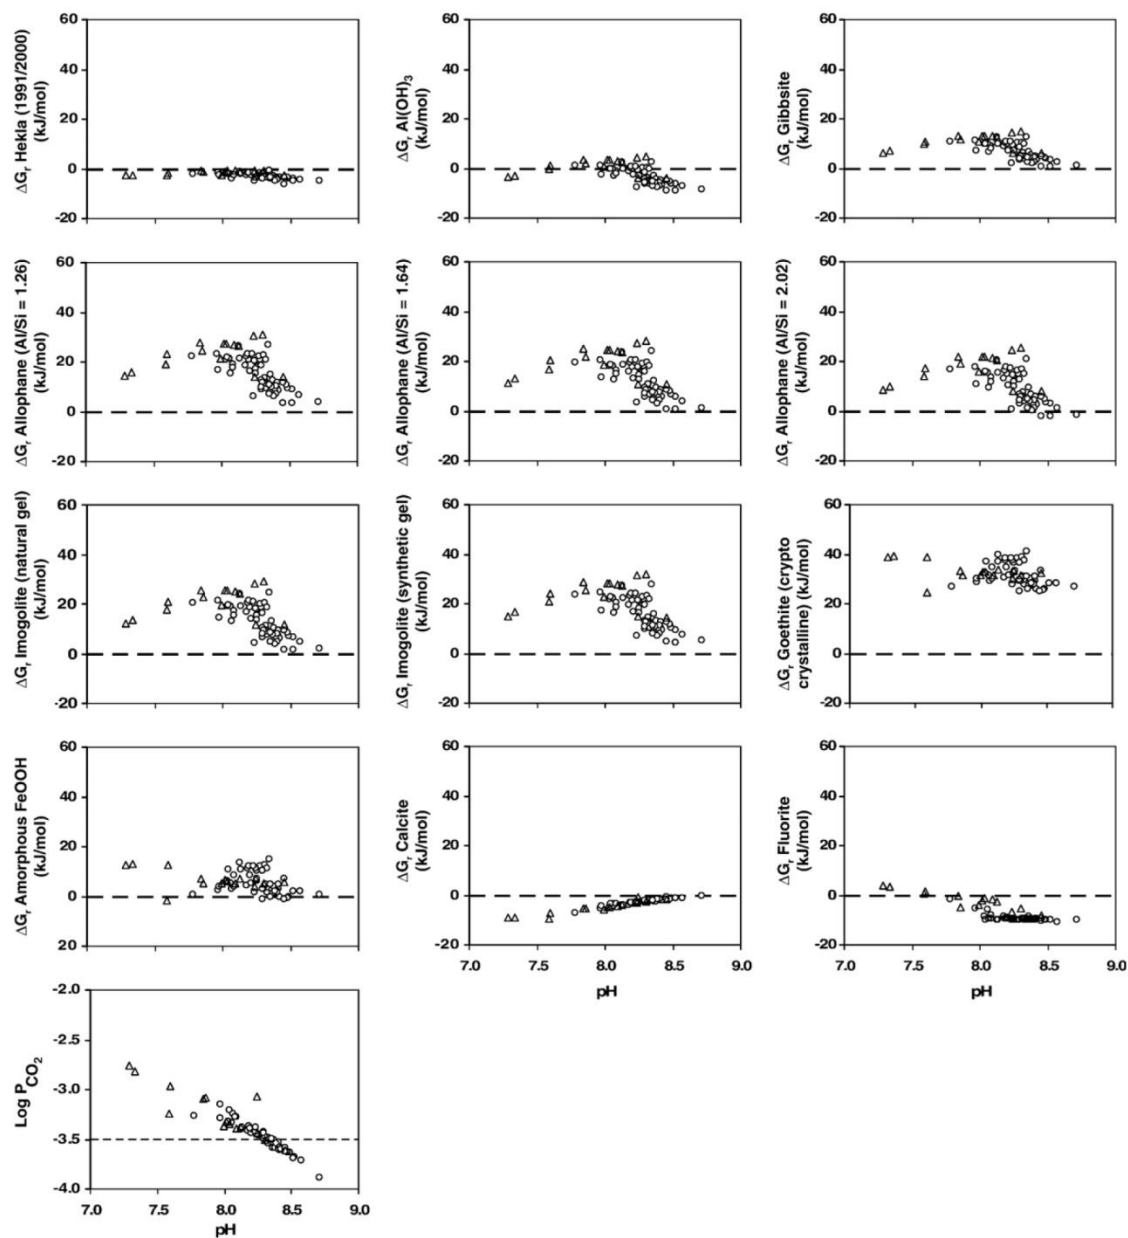 ΔGr Hekla (1991/2000)
(kJ/mol)
60
40
20
0
-20
ΔGr Al(OH)3
(kJ/mol)
60
40
20
0
-20
ΔGr Gibbsite
(kJ/mol)
60
40
20
0
-20
ΔGr Allophane (Al/Si = 1.26)
(kJ/mol)
60
40
20
0
-20
ΔGr Allophane (Al/Si = 1.64)
(kJ/mol)
60
40
20
0
-20
ΔGr Allophane (Al/Si = 2.02)
(kJ/mol)
60
40
20
0
-20
ΔGr Imogolite (natural gel)
(kJ/mol)
60
40
20
0
-20
ΔGr Imogolite (synthetic gel)
(kJ/mol)
60
40
20
0
-20
ΔGr Goethite (crypto
crystalline) (kJ/mol)
60
40
20
0
-20
ΔGr Amorphous FeOOH
(kJ/mol)
60
40
20
0
20
ΔGr Calcite
(kJ/mol)
60
40
20
0
-20
7.0 7.5 8.0 8.5 9.0
pH
ΔGr Fluorite
(kJ/mol)
60
40
20
0
-20
7.0 7.5 8.0 8.5 9.0
pH
Log PCO2
-2.0
-2.5
-3.0
-3.5
-4.0
7.0 7.5 8.0 8.5 9.0
pH